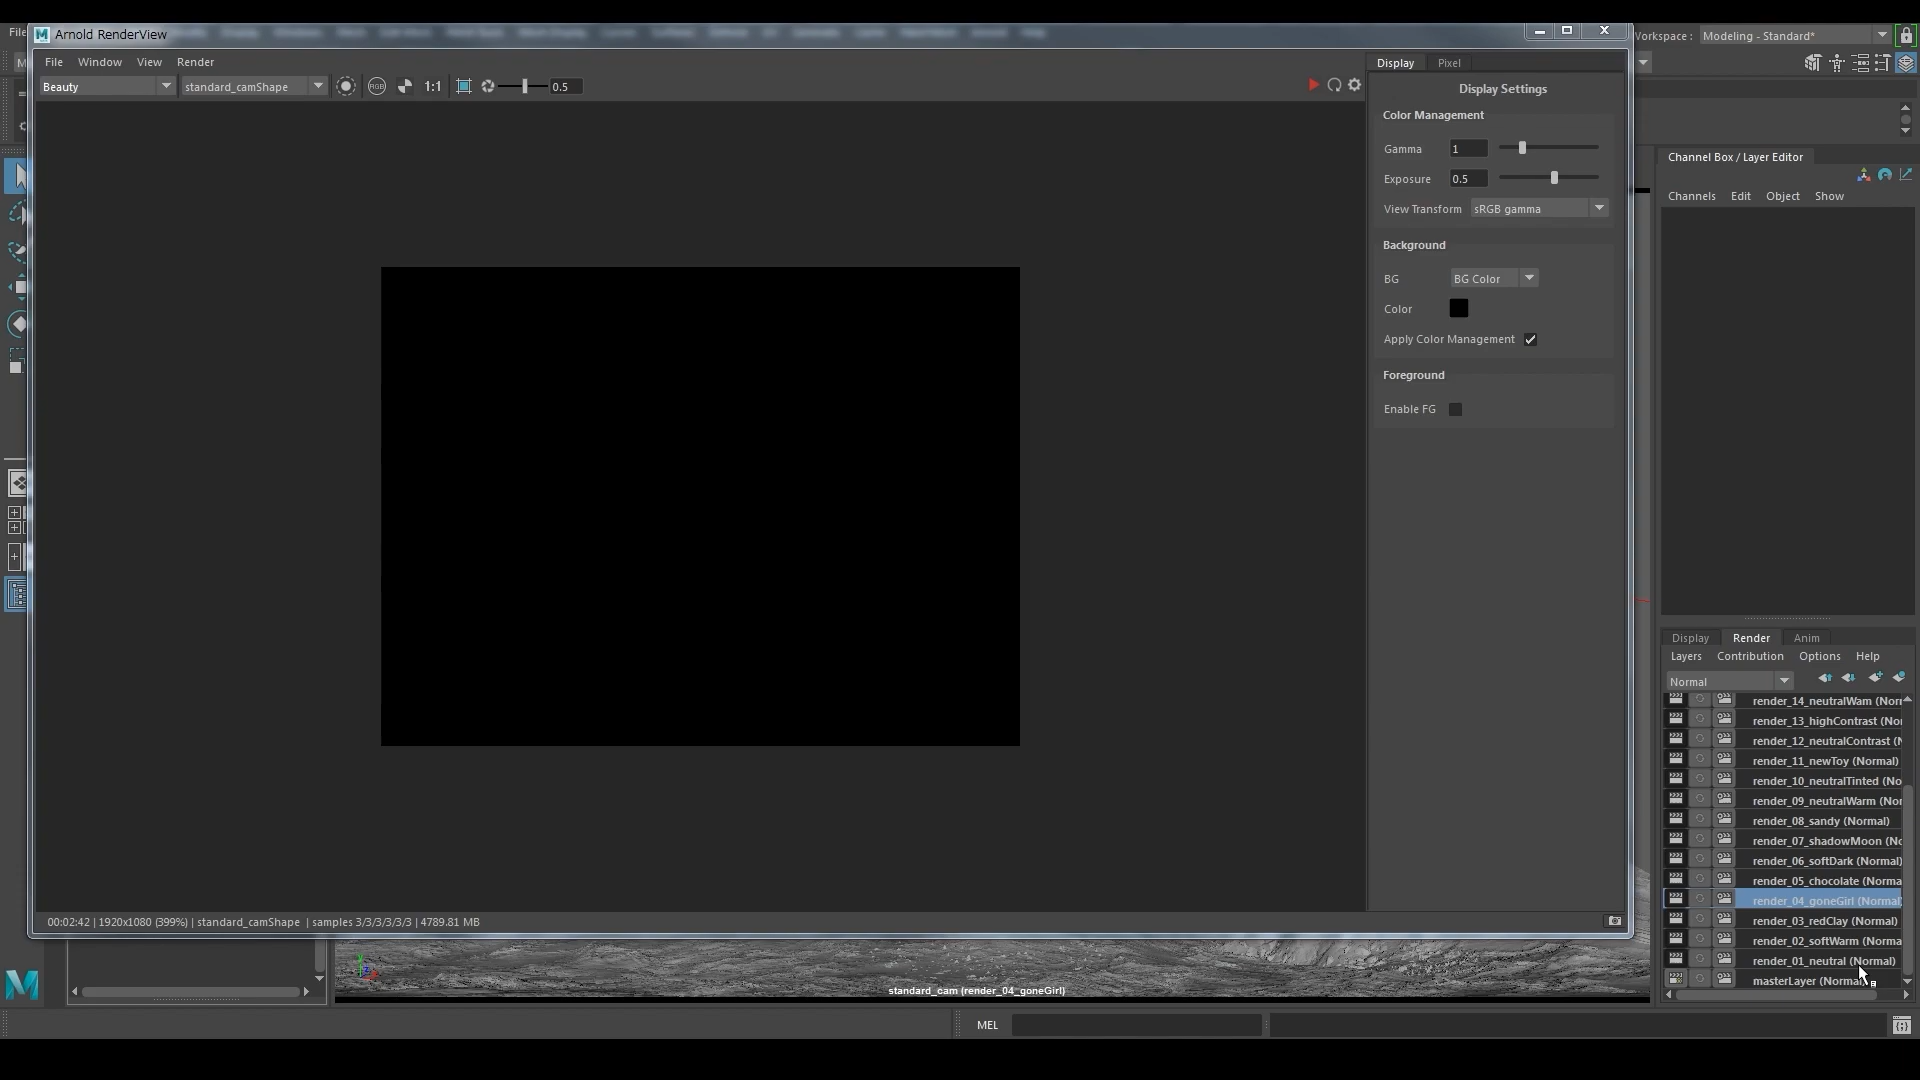 Arnold RenderView
File
Workspace :
Modeling - Standard*
File Window View Render
Display Pixel
Beauty
standard_camShape
RGB
1:1
0.5
Display Settings
Color Management
Gamma 1
Exposure 0.5
View Transform sRGB gamma
Background
BG BG Color
Color
Apply Color Management
Foreground
Enable FG
Channel Box / Layer Editor
Channels Edit Object Show
Display Render Anim
Layers Contribution Options Help
Normal
render_14_neutralWam (Nor
render_13_highContrast (No
render_12_neutralContrast (
render_11_newToy (Normal)
render_10_neutralTinted (No
render_09_neutralWarm (Nor
render_08_sandy (Normal)
render_07_shadowMoon (No
render_06_softDark (Normal)
render_05_chocolate (Norma
render_04_goneGirl (Normal
render_03_redClay (Normal)
render_02_softWarm (Norma
render_01_neutral (Normal)
masterLayer (Normal)
00:02:42 | 1920x1080 (399%) | standard_camShape | samples 3/3/3/3/3/3 | 4789.81 MB
standard_cam (render_04_goneGirl)
MEL